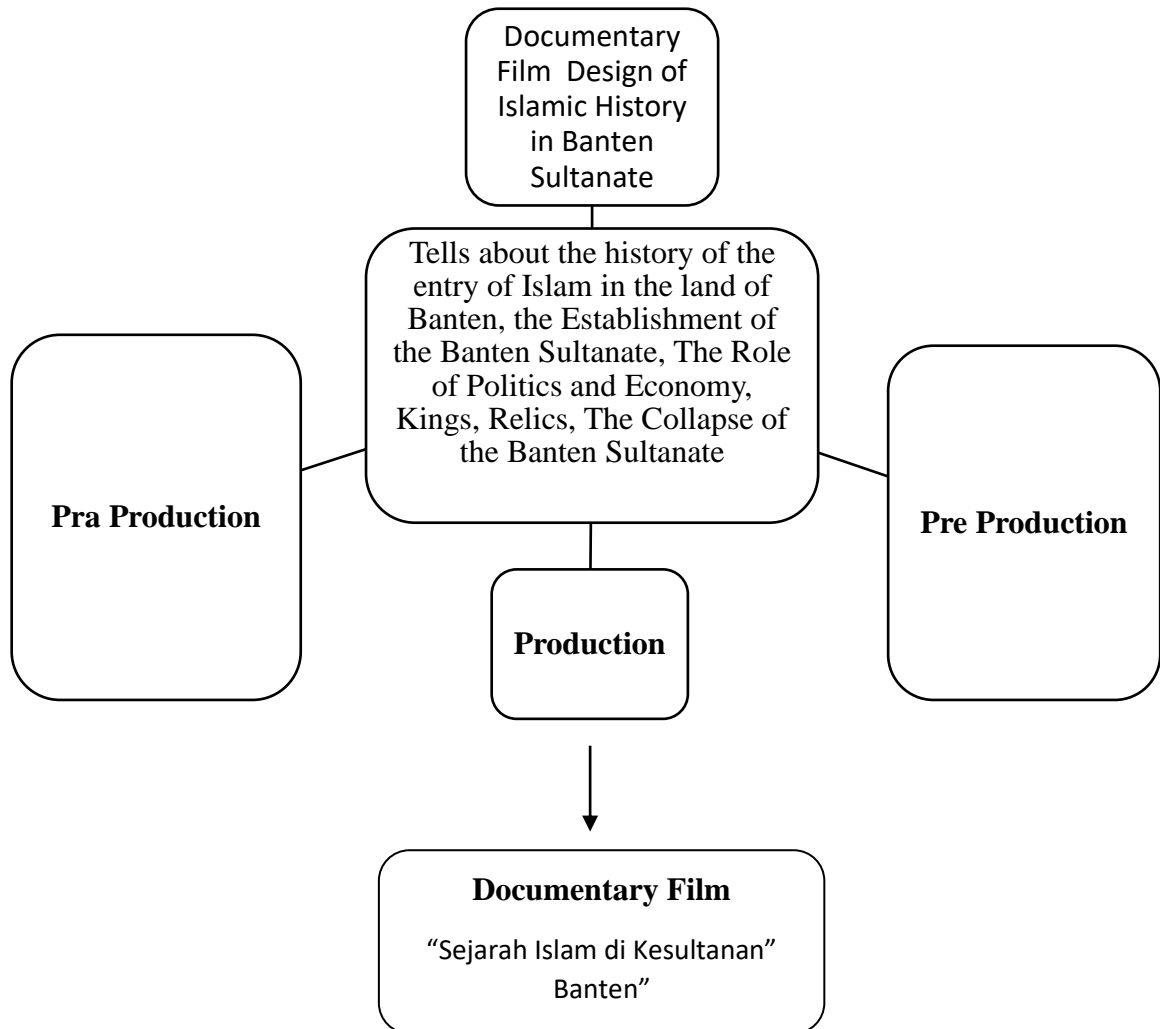 Documentary
Film Design of
Islamic History
in Banten
Sultanate
Tells about the history of the
entry of Islam in the land of
Banten, the Establishment of
the Banten Sultanate, The Role
of Politics and Economy,
Kings, Relics, The Collapse of
the Banten Sultanate
Pra Production
Production
Pre Production
Documentary Film
“Sejarah Islam di Kesultanan”
Banten”